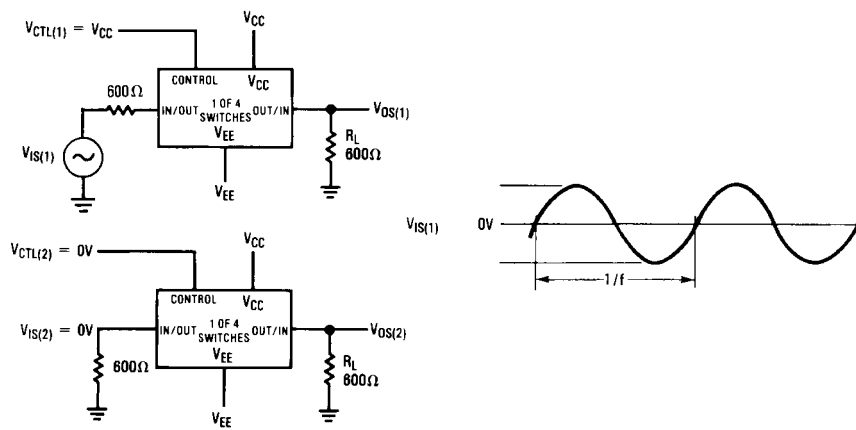 V_CTL(1) = V_CC
V_CC
CONTROL V_CC
600Ω
IN/OUT 1 OF 4 SWITCHES OUT/IN
V_OS(1)
V_EE
R_L
600Ω
V_IS(1)
V_EE
V_IS(1) 0V
1/f
V_CTL(2) = 0V
V_CC
CONTROL V_CC
V_IS(2) = 0V
IN/OUT 1 OF 4 SWITCHES OUT/IN
V_OS(2)
V_EE
600Ω
R_L
600Ω
V_EE